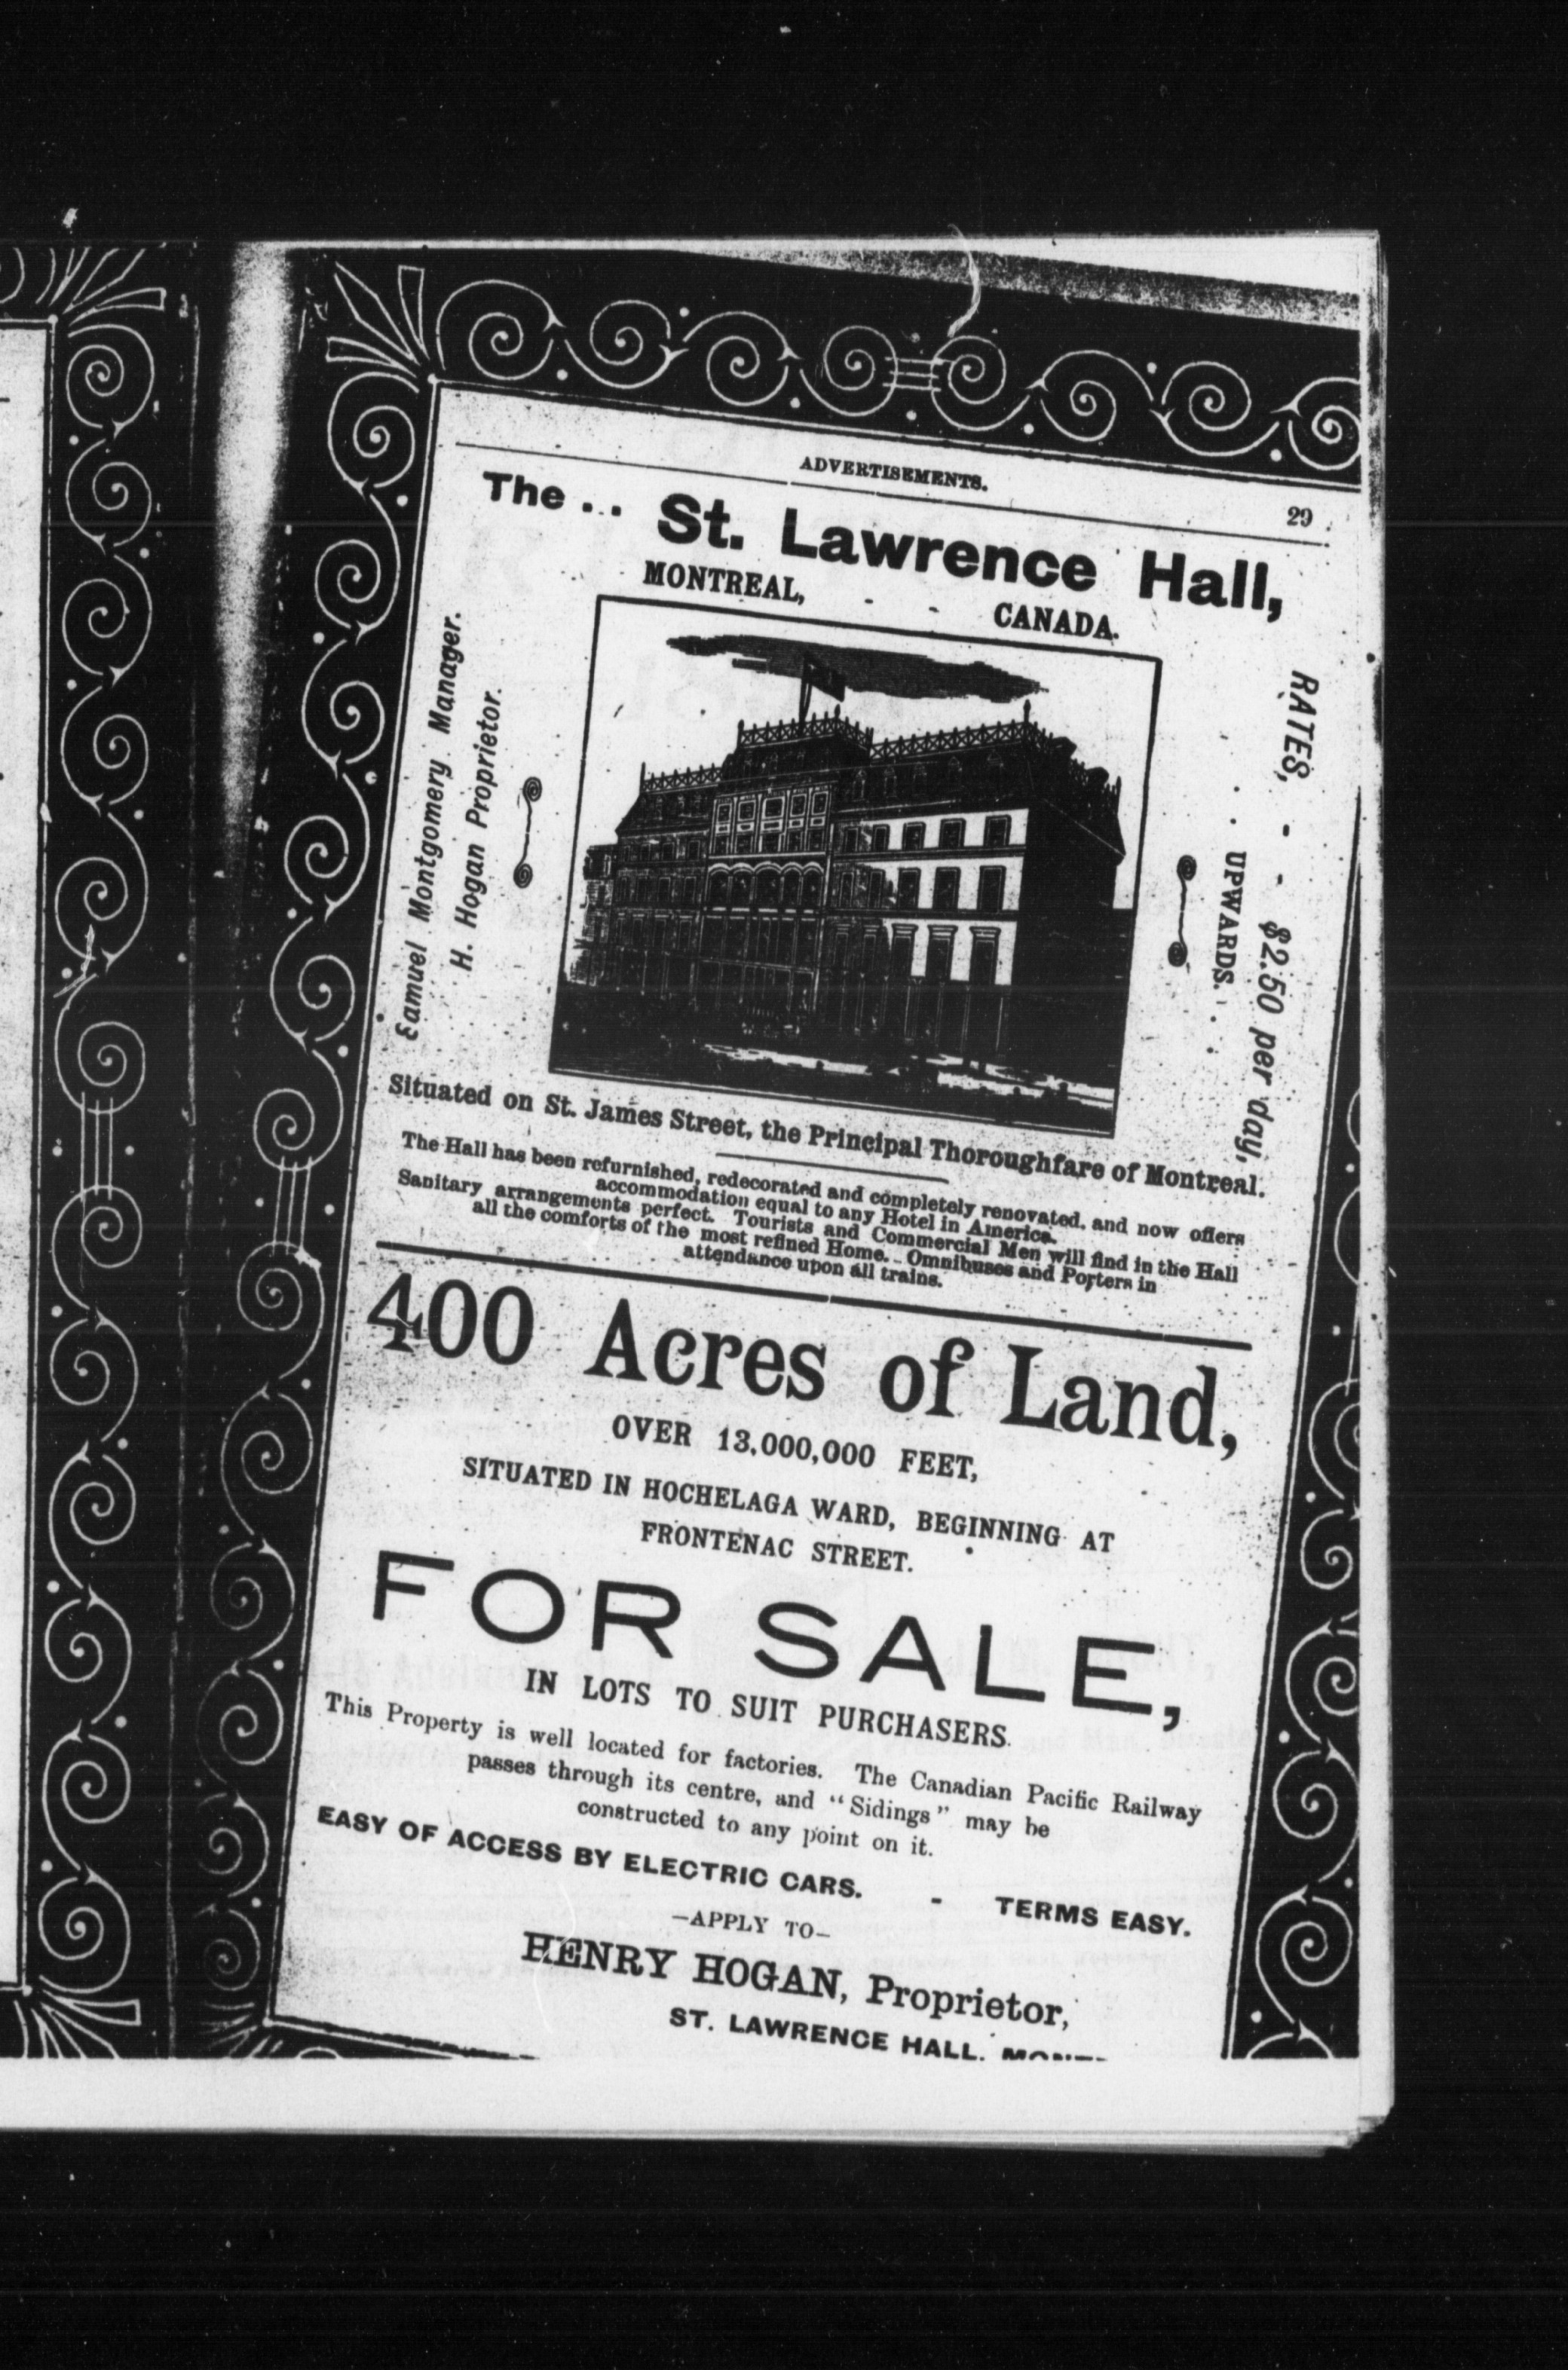 ADVERTISEMENTS.
29
The . . . St. Lawrence Hall,
MONTREAL, - - CANADA.
Samuel Montgomery Manager.
H. Hogan Proprietor.
RATES, - - $2.50 per day,
UPWARDS.
Situated on St. James Street, the Principal Thoroughfare of Montreal.
The Hall has been refurnished, redecorated and completely renovated, and now offers
accommodation equal to any Hotel in America.
Sanitary arrangements perfect. Tourists and Commercial Men will find in the Hall
all the comforts of the most refined Home. Omnibuses and Porters in
attendance upon all trains.
400 Acres of Land,
OVER 13,000,000 FEET,
SITUATED IN HOCHELAGA WARD, BEGINNING AT
FRONTENAC STREET.
FOR SALE,
IN LOTS TO SUIT PURCHASERS.
This Property is well located for factories. The Canadian Pacific Railway
passes through its centre, and "Sidings" may be
constructed to any point on it.
EASY OF ACCESS BY ELECTRIC CARS. - TERMS EASY.
—APPLY TO—
HENRY HOGAN, Proprietor,
ST. LAWRENCE HALL,